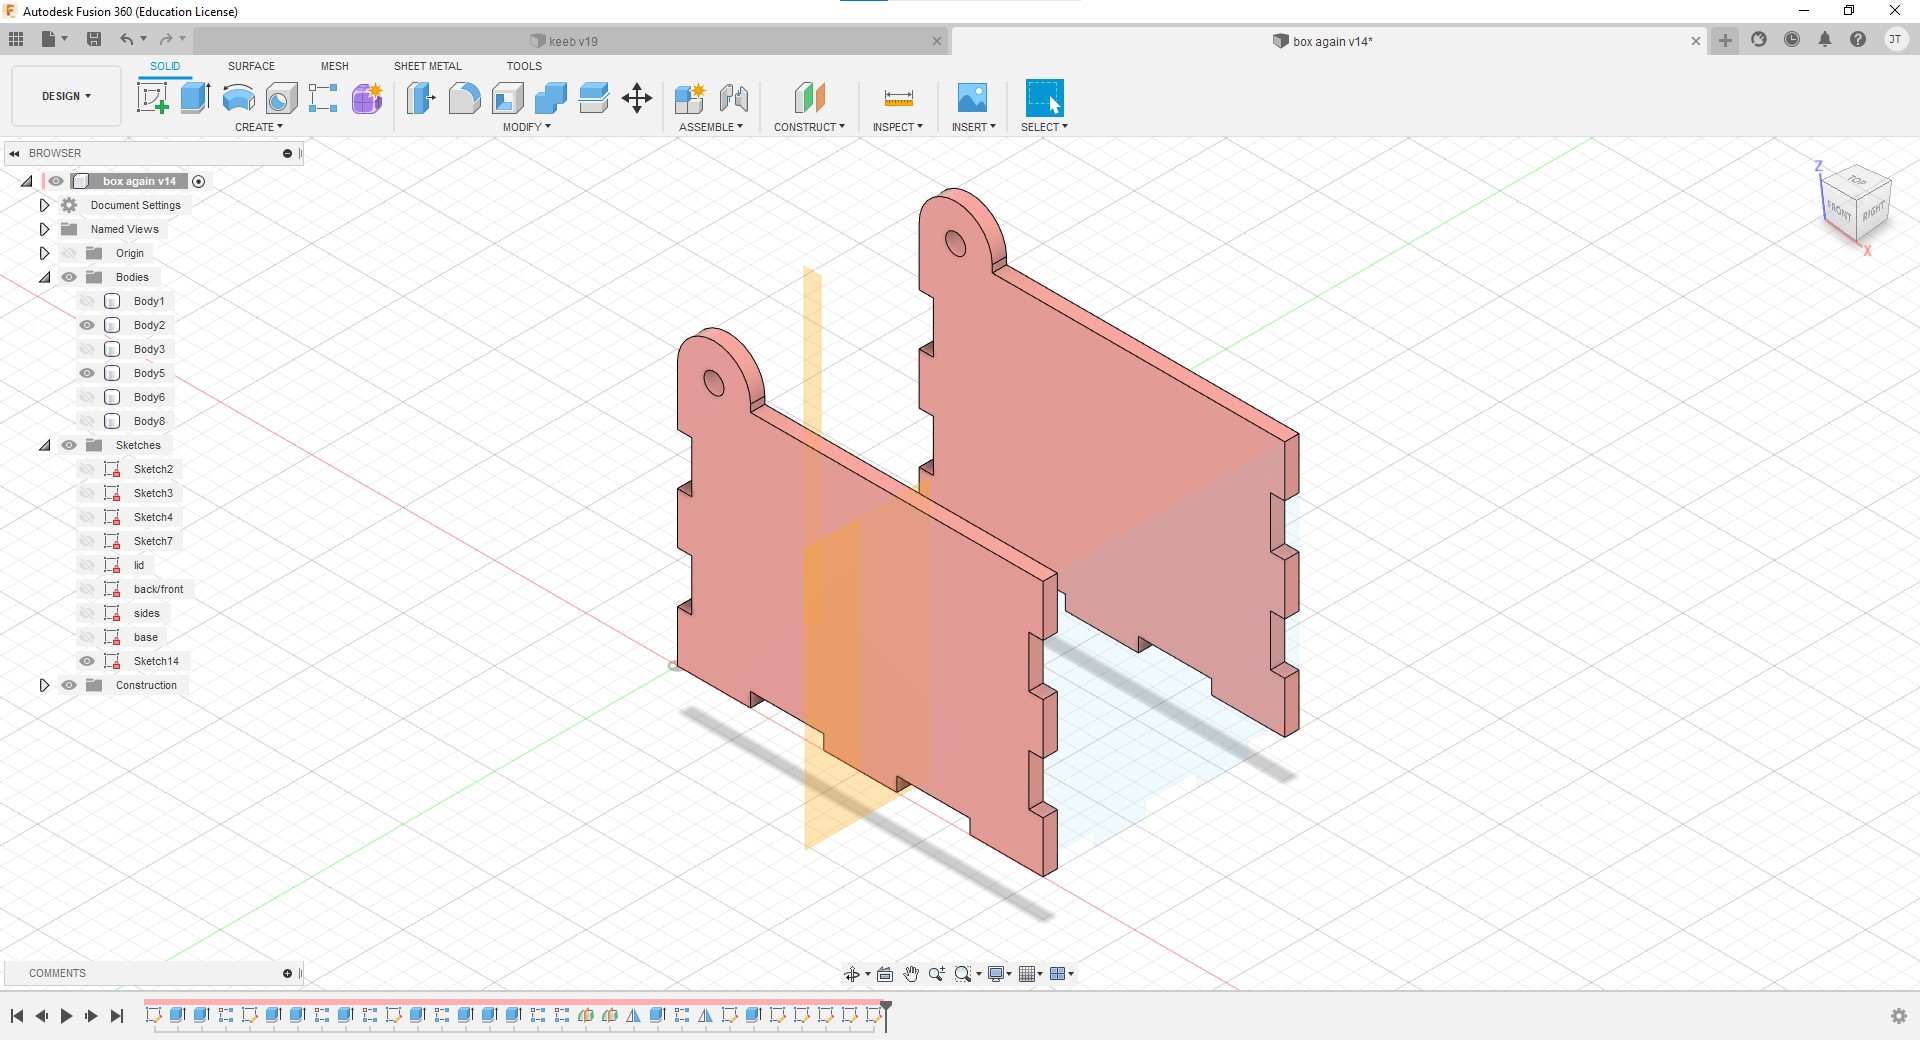 Autodesk Fusion 360 (Education License)
keeb v19
box again v14*
JT
DESIGN
SOLID
SURFACE
MESH
SHEET METAL
TOOLS
CREATE
MODIFY
ASSEMBLE
CONSTRUCT
INSPECT
INSERT
SELECT
BROWSER
box again v14
Document Settings
Named Views
Origin
Bodies
Body1
Body2
Body3
Body5
Body6
Body8
Sketches
Sketch2
Sketch3
Sketch4
Sketch7
lid
back/front
sides
base
Sketch14
Construction
Z
TOP
FRONT
RIGHT
X
COMMENTS